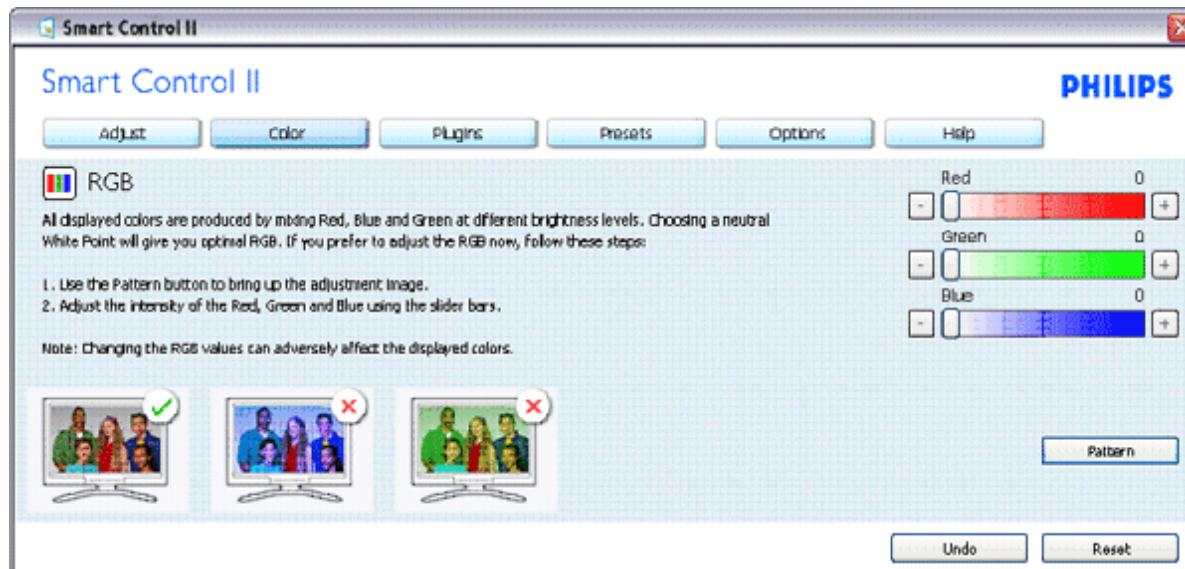 Smart Control II
Smart Control II
PHILIPS
Adjust Color Plugins Presets Options Help
RGB
All displayed colors are produced by mixing Red, Blue and Green at different brightness levels. Choosing a neutral
White Point will give you optimal RGB. If you prefer to adjust the RGB now, follow these steps:
1. Use the Pattern button to bring up the adjustment image.
2. Adjust the intensity of the Red, Green and Blue using the slider bars.
Note: Changing the RGB values can adversely affect the displayed colors.
Red 0
- +
Green 0
- +
Blue 0
- +
Pattern
Undo Reset